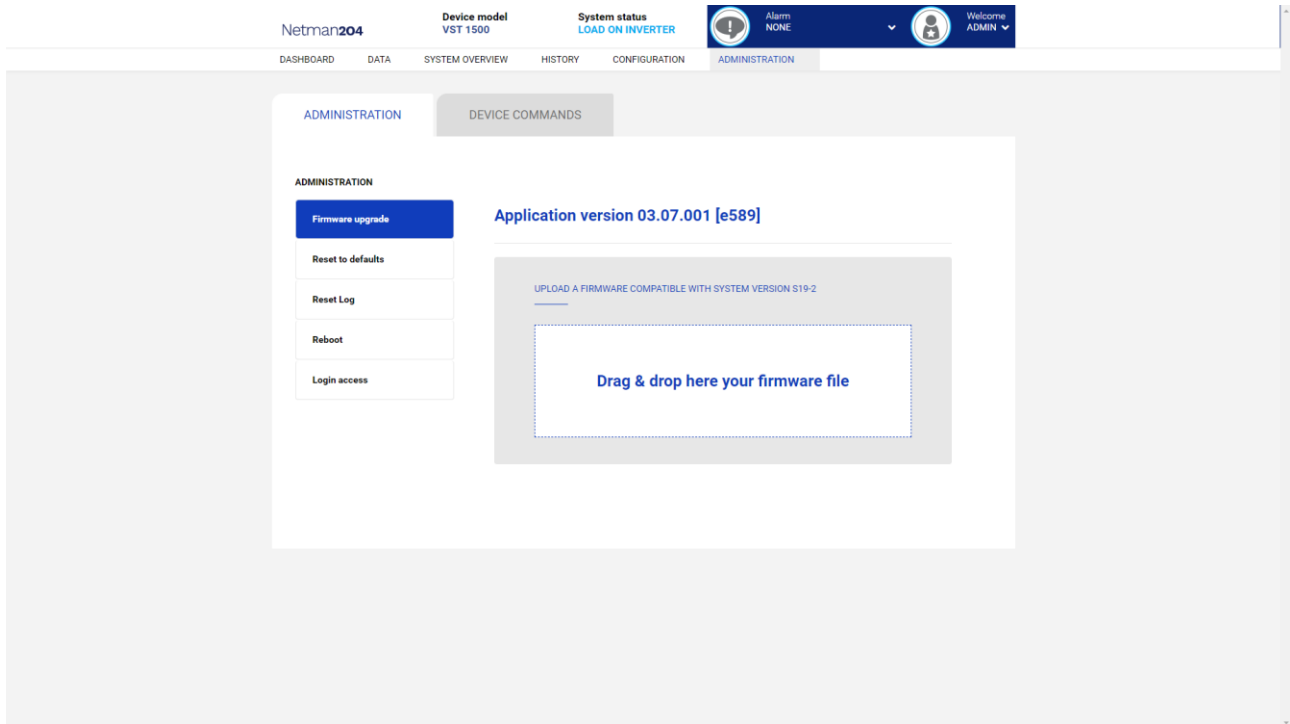 Netman204
Device model
VST 1500
System status
LOAD ON INVERTER
Alarm
NONE
Welcome
ADMIN
DASHBOARD DATA SYSTEM OVERVIEW HISTORY CONFIGURATION ADMINISTRATION
ADMINISTRATION DEVICE COMMANDS
ADMINISTRATION
Firmware upgrade
Reset to defaults
Reset Log
Reboot
Login access
Application version 03.07.001 [e589]
UPLOAD A FIRMWARE COMPATIBLE WITH SYSTEM VERSION S19-2
Drag & drop here your firmware file